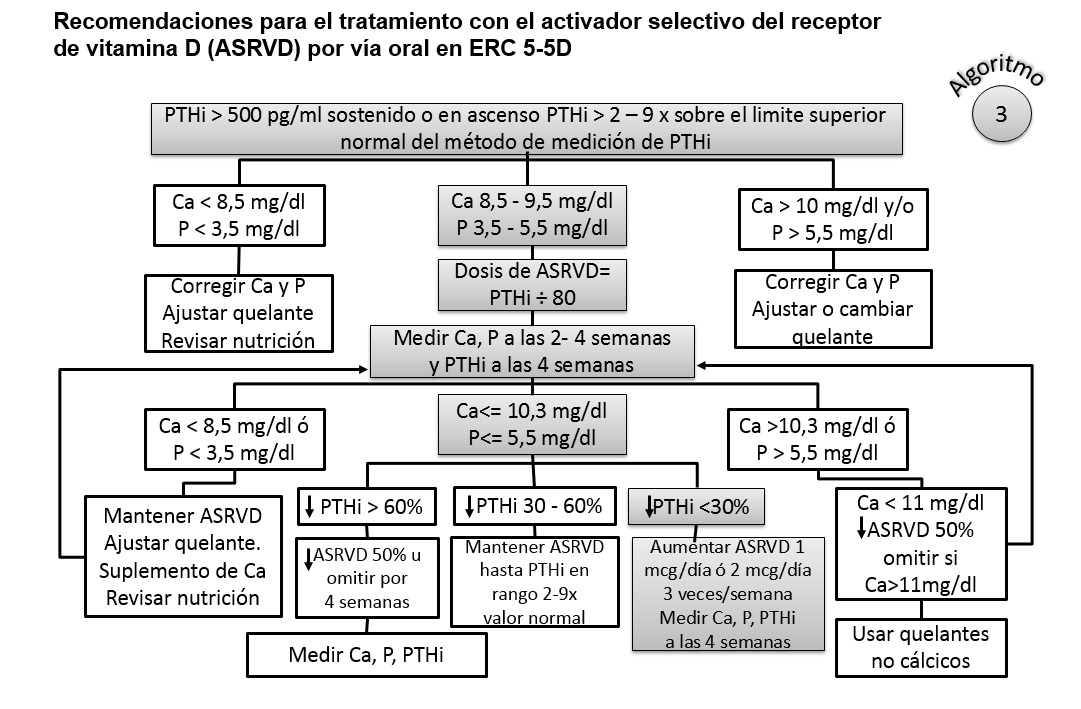 Recomendaciones para el tratamiento con el activador selectivo del receptor
de vitamina D (ASRVD) por vía oral en ERC 5-5D
Algoritmo
3
PTHi > 500 pg/ml sostenido o en ascenso PTHi > 2 – 9 x sobre el limite superior
normal del método de medición de PTHi
Ca < 8,5 mg/dl
P < 3,5 mg/dl
Ca 8,5 - 9,5 mg/dl
P 3,5 - 5,5 mg/dl
Ca > 10 mg/dl y/o
P > 5,5 mg/dl
Corregir Ca y P
Ajustar quelante
Revisar nutrición
Dosis de ASRVD=
PTHi ÷ 80
Corregir Ca y P
Ajustar o cambiar
quelante
Medir Ca, P a las 2- 4 semanas
y PTHi a las 4 semanas
Ca < 8,5 mg/dl ó
P < 3,5 mg/dl
Ca<= 10,3 mg/dl
P<= 5,5 mg/dl
Ca >10,3 mg/dl ó
P > 5,5 mg/dl
Mantener ASRVD
Ajustar quelante.
Suplemento de Ca
Revisar nutrición
↓ PTHi > 60%
↓PTHi 30 - 60%
↓PTHi <30%
Ca < 11 mg/dl
↓ASRVD 50%
omitir si
Ca>11mg/dl
↓ASRVD 50% u
omitir por
4 semanas
Mantener ASRVD
hasta PTHi en
rango 2-9x
valor normal
Aumentar ASRVD 1
mcg/día ó 2 mcg/día
3 veces/semana
Medir Ca, P, PTHi
a las 4 semanas
Medir Ca, P, PTHi
Usar quelantes
no cálcicos